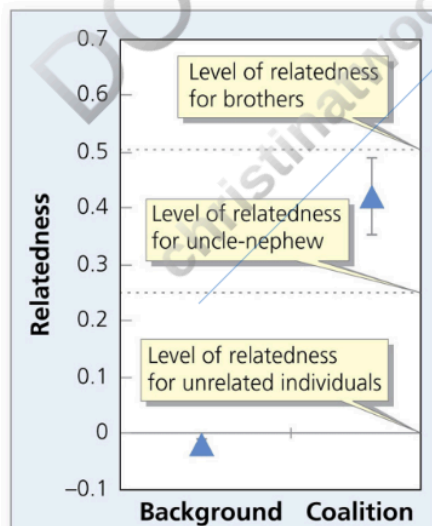 0.7
Level of relatedness
for brothers
0.6
0.5
0.4
Level of relatedness
for uncle-nephew
0.3
0.2
Level of relatedness
for unrelated individuals
0.1
0
–0.1
Relatedness
Background Coalition